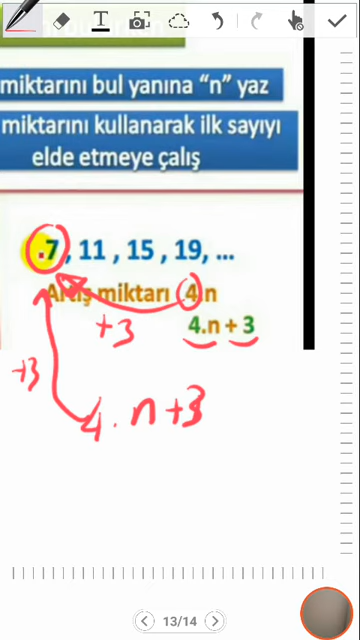 miktarını bul yanına “n” yaz
miktarını kullanarak ilk sayıyı
elde etmeye çalış
.7, 11 , 15 , 19, ...
Artış miktarı 4.n
+3
4.n + 3
+3
4. n+3
13/14